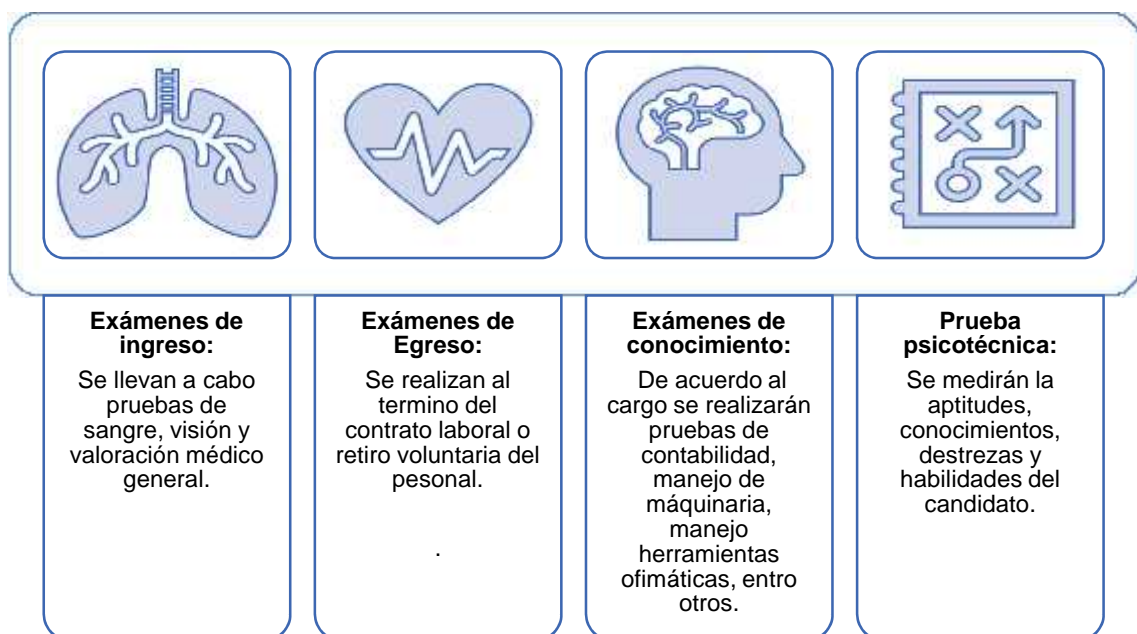 Exámenes de
ingreso:
Se llevan a cabo
pruebas de
sangre, visión y
valoración médico
general.
Exámenes de
Egreso:
Se realizan al
termino del
contrato laboral o
retiro voluntaria del
pesonal.
.
Exámenes de
conocimiento:
De acuerdo al
cargo se realizarán
pruebas de
contabilidad,
manejo de
máquinaria,
manejo
herramientas
ofimáticas, entro
otros.
Prueba
psicotécnica:
Se medirán la
aptitudes,
conocimientos,
destrezas y
habilidades del
candidato.